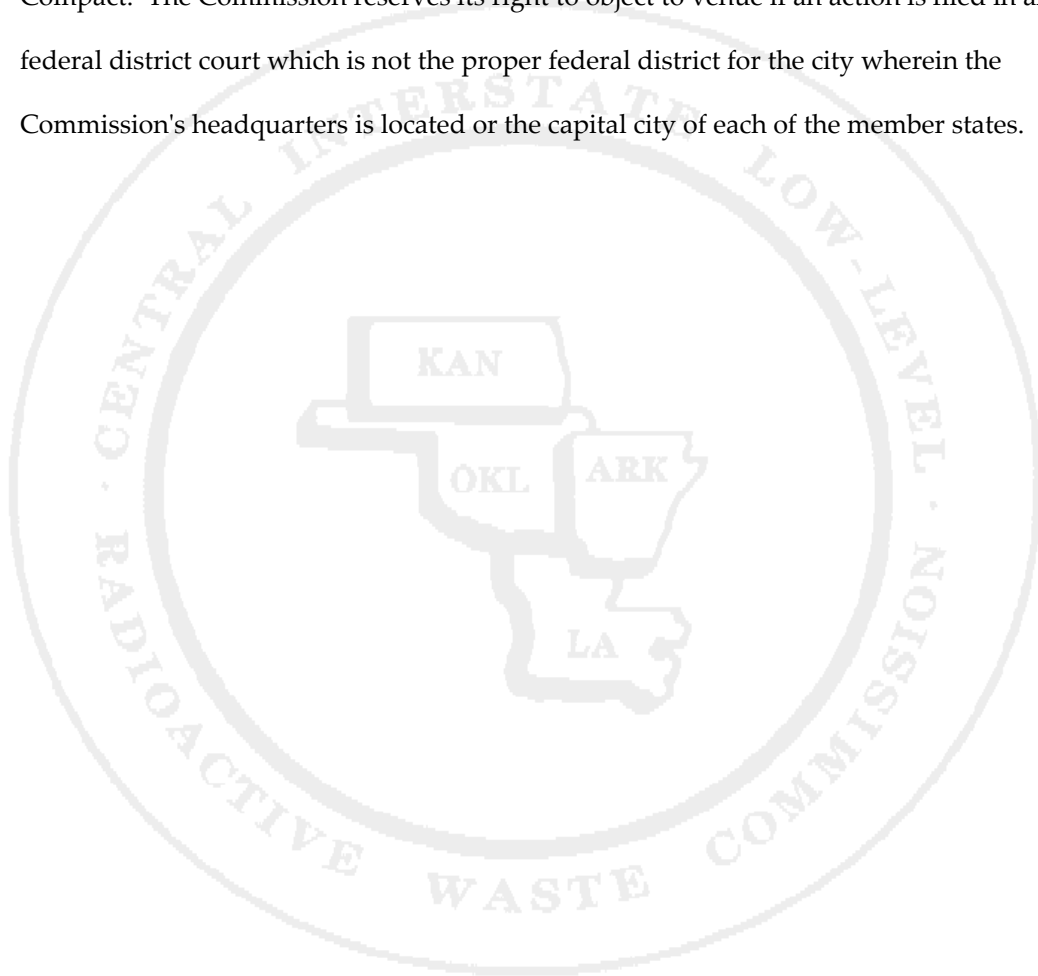 Compact. The Commission reserves its right to object to venue if an action is filed in a
federal district court which is not the proper federal district for the city wherein the
Commission's headquarters is located or the capital city of each of the member states.
CENTRAL INTERSTATE LOW-LEVEL
RADIOACTIVE WASTE COMMISSION
KAN
OKL
ARK
LA